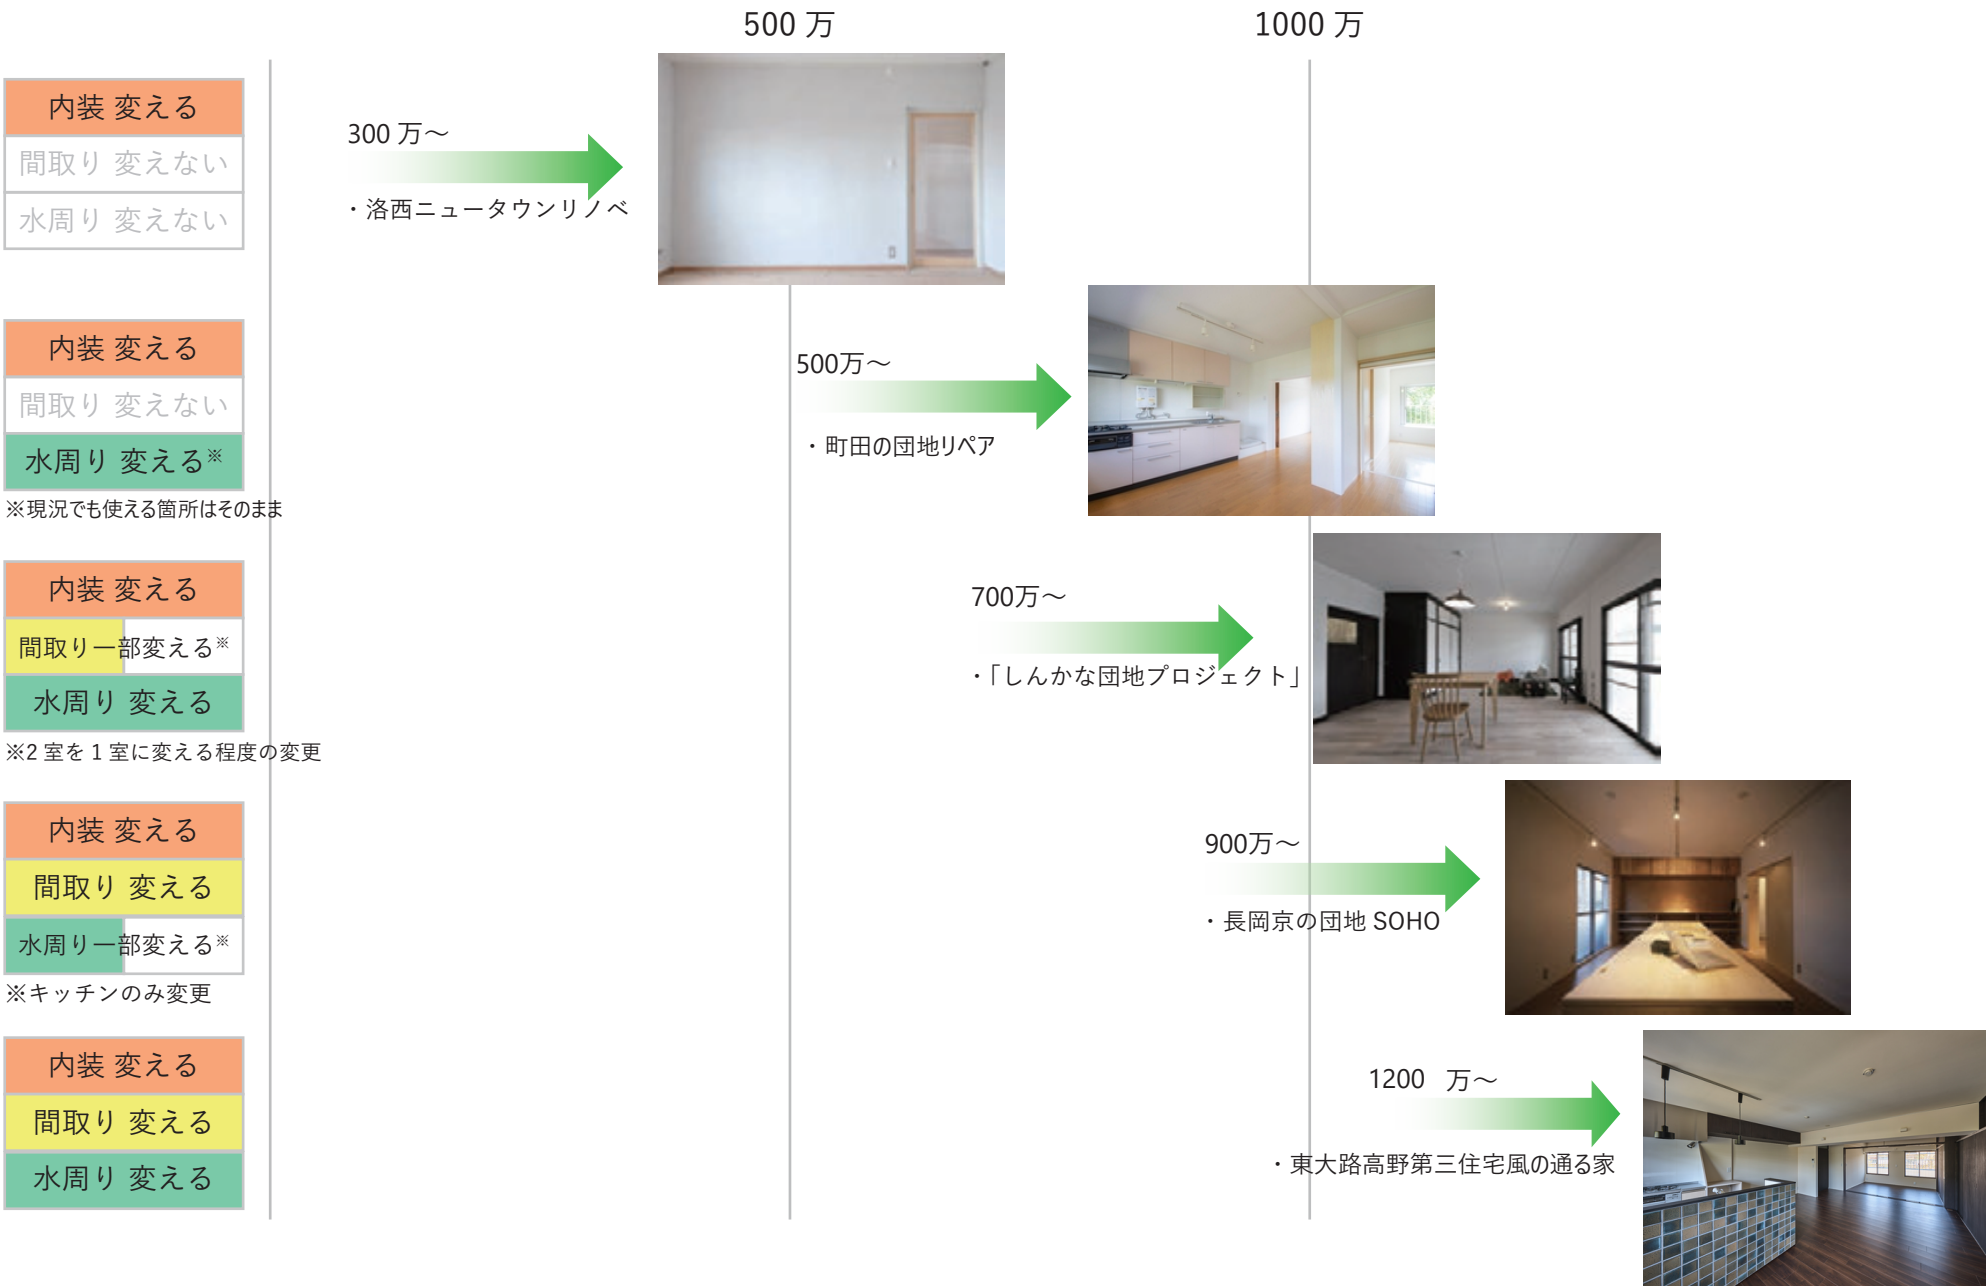 500 万
1000 万
内装 変える
間取り 変えない
水周り 変えない
300 万〜
・洛西ニュータウンリノベ
内装 変える
間取り 変えない
水周り 変える※
※現況でも使える箇所はそのまま
500万〜
・町田の団地リペア
内装 変える
間取り一部変える※
水周り 変える
※2 室を 1 室に変える程度の変更
700万〜
・「しんかな団地プロジェクト」
内装 変える
間取り 変える
水周り一部変える※
※キッチンのみ変更
900万〜
・長岡京の団地 SOHO
内装 変える
間取り 変える
水周り 変える
1200 万〜
・東大路高野第三住宅風の通る家